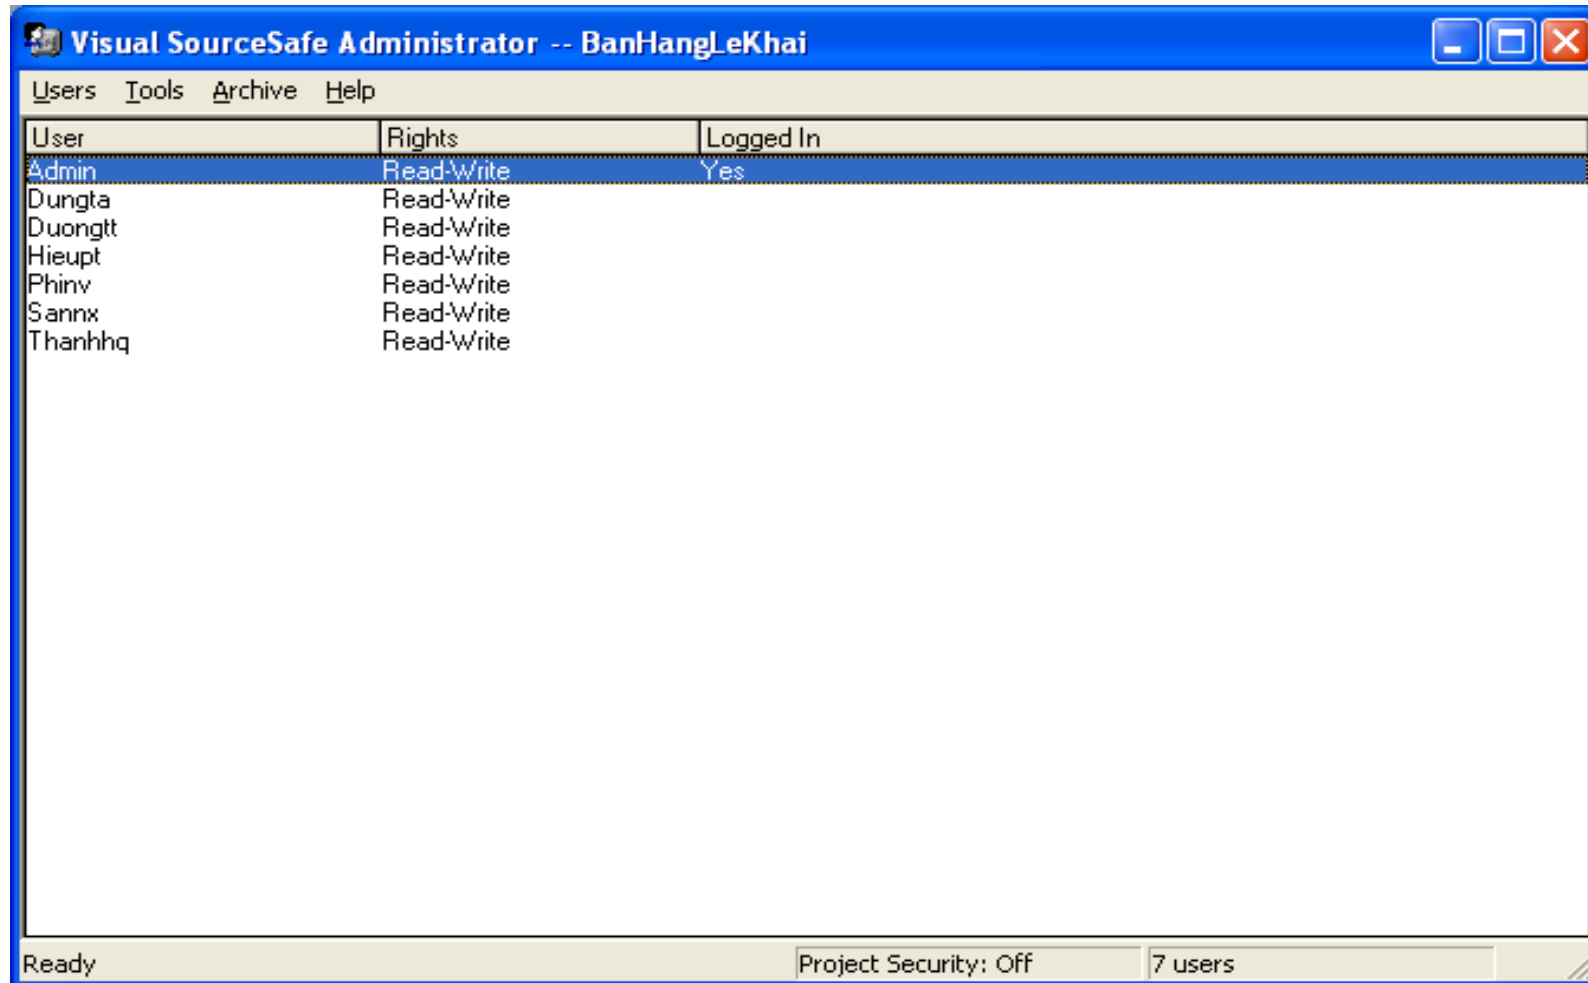 Visual SourceSafe Administrator -- BanHangLeKhai
Users Tools Archive Help
User Rights Logged In
Admin Read-Write Yes
Dungta Read-Write
Duongtt Read-Write
Hieupt Read-Write
Phinv Read-Write
Sannx Read-Write
Thanhhq Read-Write
Ready Project Security: Off 7 users